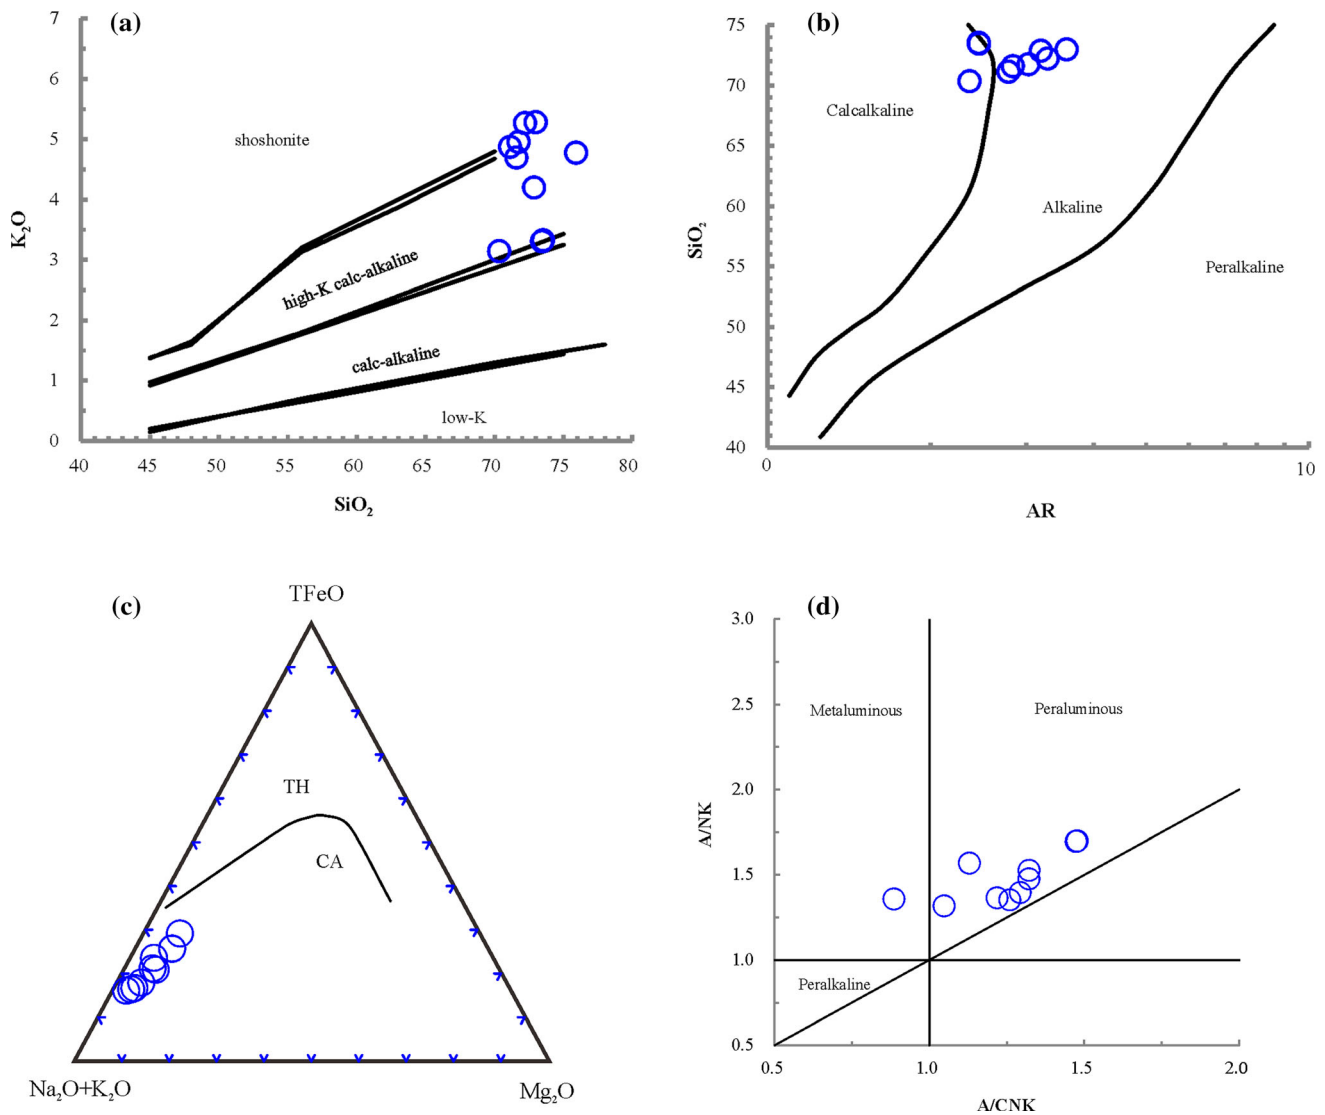 (a)
7
6
5
4
3
2
1
0
K₂O
shoshonite
high-K calc-alkaline
calc-alkaline
low-K
40 45 50 55 60 65 70 75 80
SiO₂
(b)
75
70
65
60
55
50
45
40
SiO₂
Calcalkaline
Alkaline
Peralkaline
0 10
AR
(c)
TFeO
TH
CA
Na₂O+K₂O Mg₂O
(d)
3.0
2.5
2.0
1.5
1.0
0.5
A/NK
Metaluminous Peraluminous
Peralkaline
0.5 1.0 1.5 2.0
A/CNK